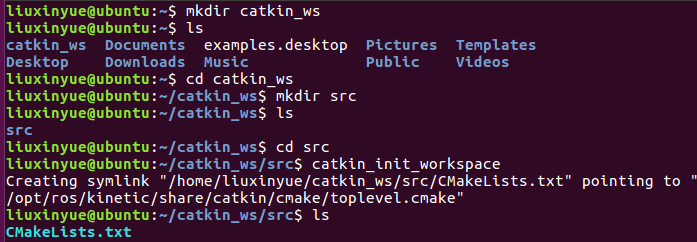 liuxinyue@ubuntu:~$ mkdir catkin_ws
liuxinyue@ubuntu:~$ ls
catkin_ws  Documents  examples.desktop  Pictures  Templates
Desktop    Downloads  Music             Public    Videos
liuxinyue@ubuntu:~$ cd catkin_ws
liuxinyue@ubuntu:~/catkin_ws$ mkdir src
liuxinyue@ubuntu:~/catkin_ws$ ls
src
liuxinyue@ubuntu:~/catkin_ws$ cd src
liuxinyue@ubuntu:~/catkin_ws/src$ catkin_init_workspace
Creating symlink "/home/liuxinyue/catkin_ws/src/CMakeLists.txt" pointing to "
/opt/ros/kinetic/share/catkin/cmake/toplevel.cmake"
liuxinyue@ubuntu:~/catkin_ws/src$ ls
CMakeLists.txt